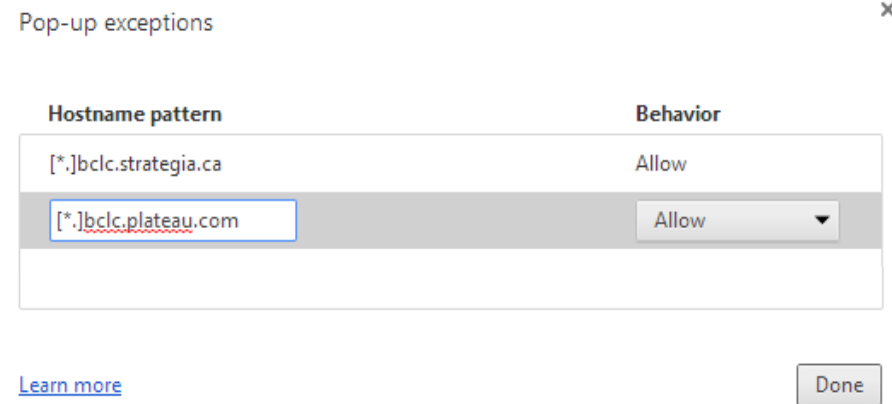 Pop-up exceptions
Hostname pattern Behavior
[*.]bclc.strategia.ca Allow
[*.]bclc.plateau.com Allow
Learn more Done